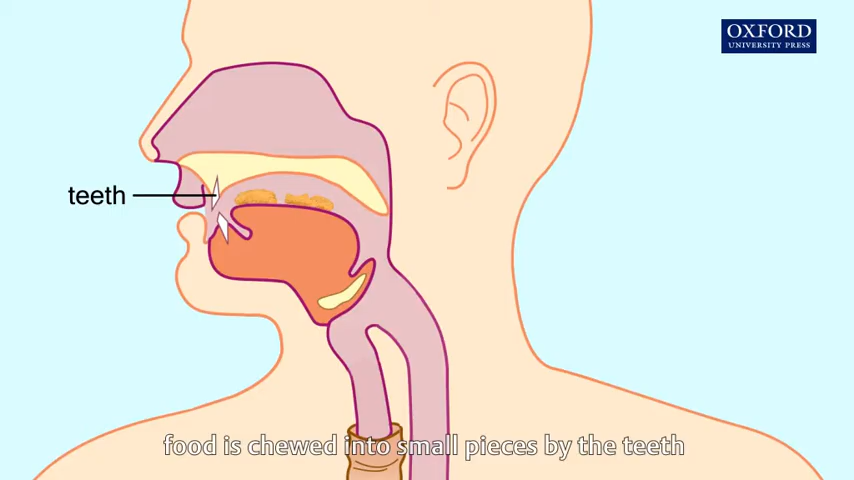 OXFORD
UNIVERSITY PRESS
teeth
food is chewed into small pieces by the teeth